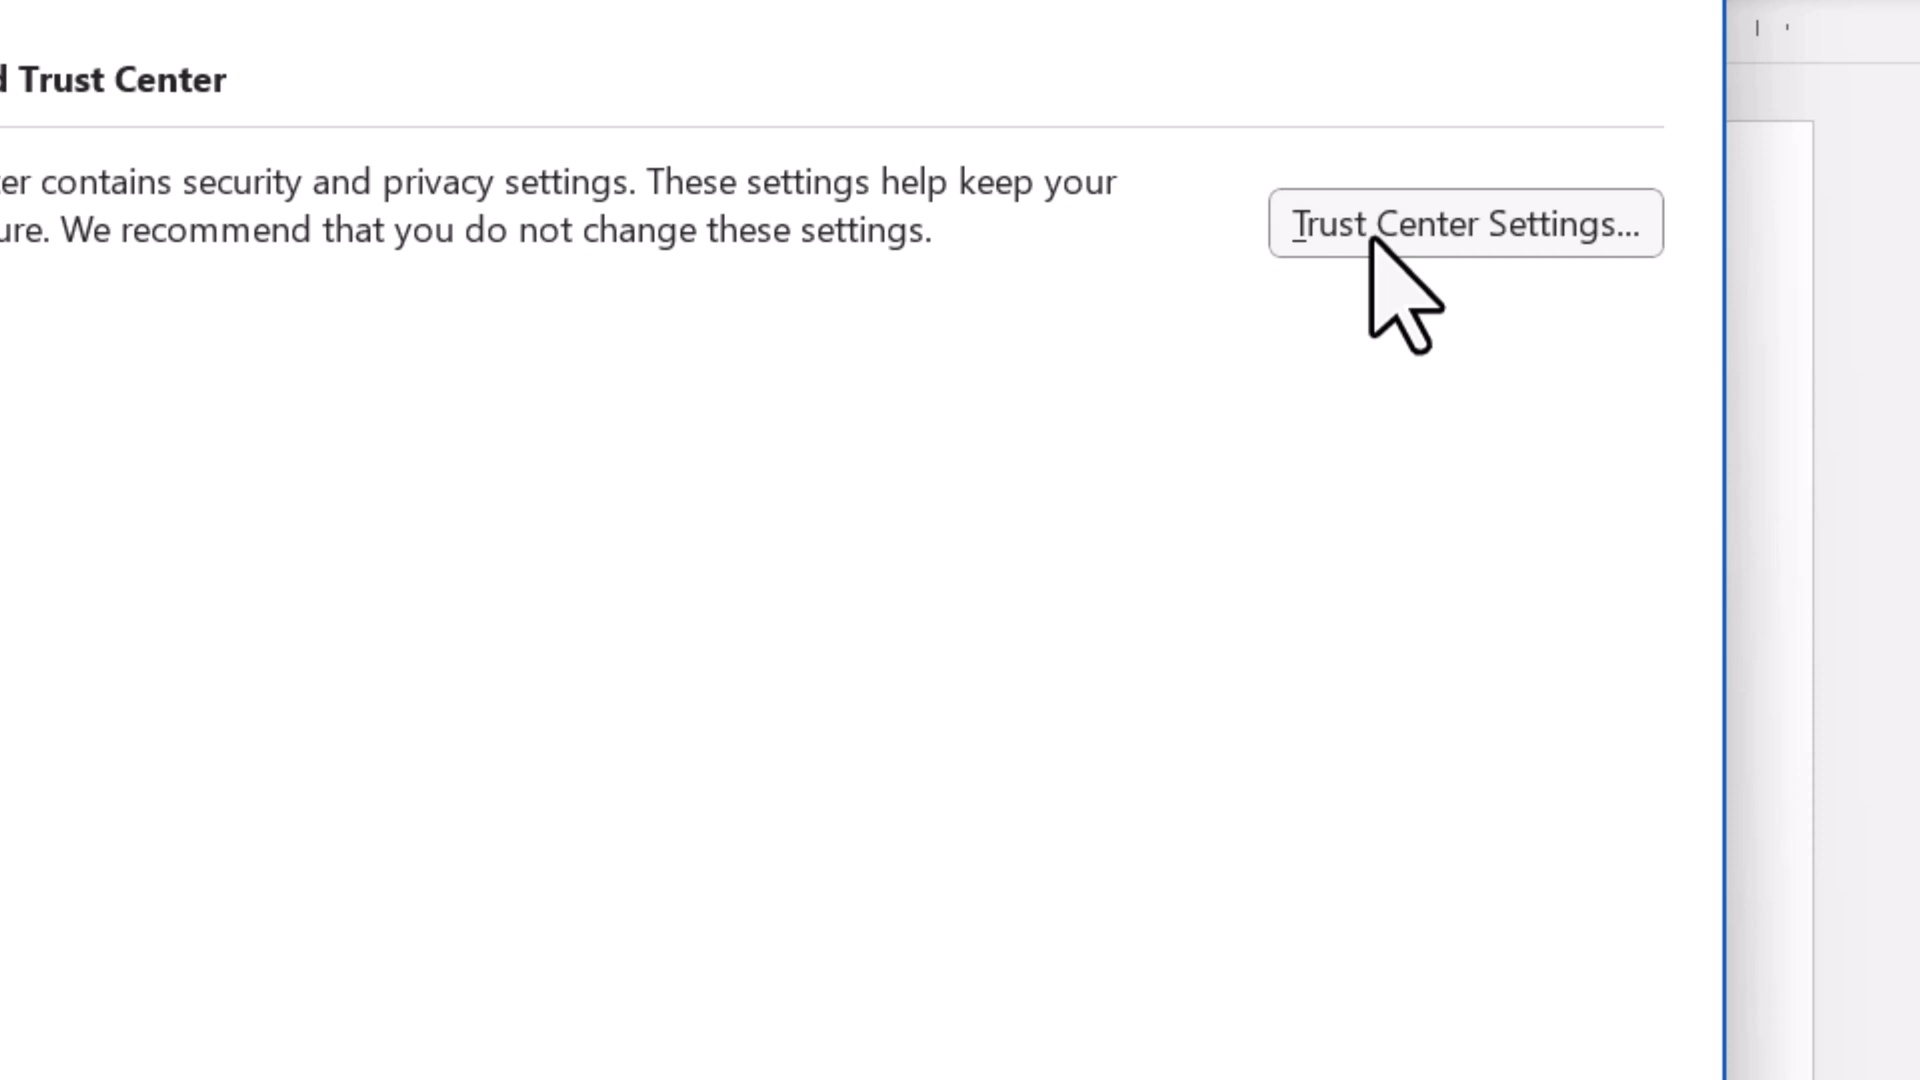 d Trust Center
ter contains security and privacy settings. These settings help keep your
ure. We recommend that you do not change these settings.
Trust Center Settings...